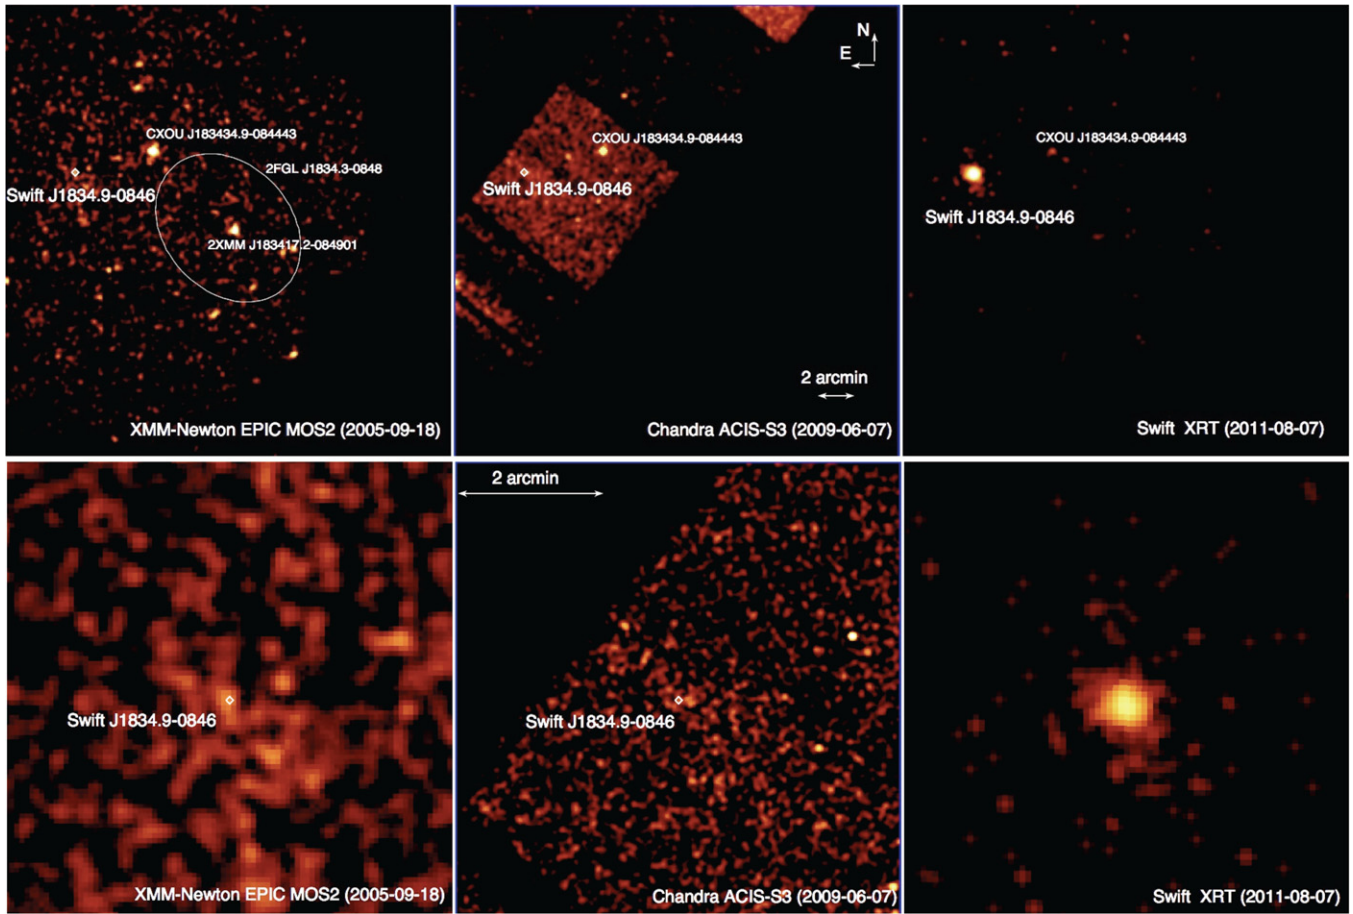 CXOU J183434.9-084443
2FGL J1834.3-0848
Swift J1834.9-0846
2XMM J183417.2-084901
XMM-Newton EPIC MOS2 (2005-09-18)
N
E
CXOU J183434.9-084443
Swift J1834.9-0846
2 arcmin
Chandra ACIS-S3 (2009-06-07)
CXOU J183434.9-084443
Swift J1834.9-0846
Swift XRT (2011-08-07)
Swift J1834.9-0846
XMM-Newton EPIC MOS2 (2005-09-18)
2 arcmin
Swift J1834.9-0846
Chandra ACIS-S3 (2009-06-07)
Swift XRT (2011-08-07)